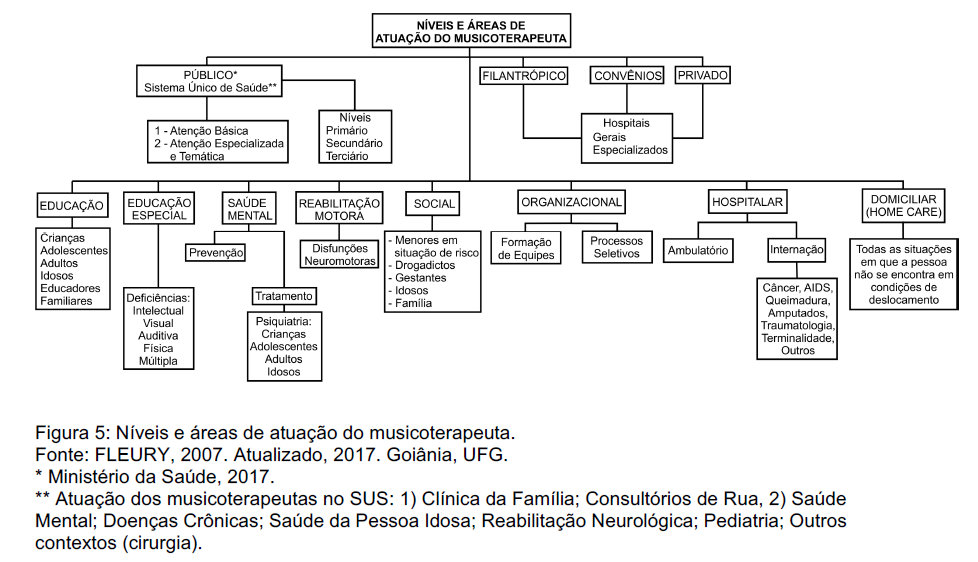 NÍVEIS E ÁREAS DE
ATUAÇÃO DO MUSICOTERAPEUTA
PÚBLICO*
Sistema Único de Saúde**
FILANTRÓPICO
CONVÊNIOS
PRIVADO
1 - Atenção Básica
2 - Atenção Especializada
e Temática
Níveis
Primário
Secundário
Terciário
Hospitais
Gerais
Especializados
EDUCAÇÃO
Crianças
Adolescentes
Adultos
Idosos
Educadores
Familiares
EDUCAÇÃO
ESPECIAL
Deficiências:
Intelectual
Visual
Auditiva
Física
Múltipla
SAÚDE
MENTAL
Prevenção
Tratamento
Psiquiatria:
Crianças
Adolescentes
Adultos
Idosos
REABILITAÇÃO
MOTORA
Disfunções
Neuromotoras
SOCIAL
- Menores em
situação de risco
- Drogadictos
- Gestantes
- Idosos
- Família
ORGANIZACIONAL
Formação
de Equipes
Processos
Seletivos
HOSPITALAR
Ambulatório
Internação
Câncer, AIDS,
Queimadura,
Amputados,
Traumatologia,
Terminalidade,
Outros
DOMICILIAR
(HOME CARE)
Todas as situações
em que a pessoa
não se encontra em
condições de
deslocamento
Figura 5: Níveis e áreas de atuação do musicoterapeuta.
Fonte: FLEURY, 2007. Atualizado, 2017. Goiânia, UFG.
* Ministério da Saúde, 2017.
** Atuação dos musicoterapeutas no SUS: 1) Clínica da Família; Consultórios de Rua, 2) Saúde
Mental; Doenças Crônicas; Saúde da Pessoa Idosa; Reabilitação Neurológica; Pediatria; Outros
contextos (cirurgia).